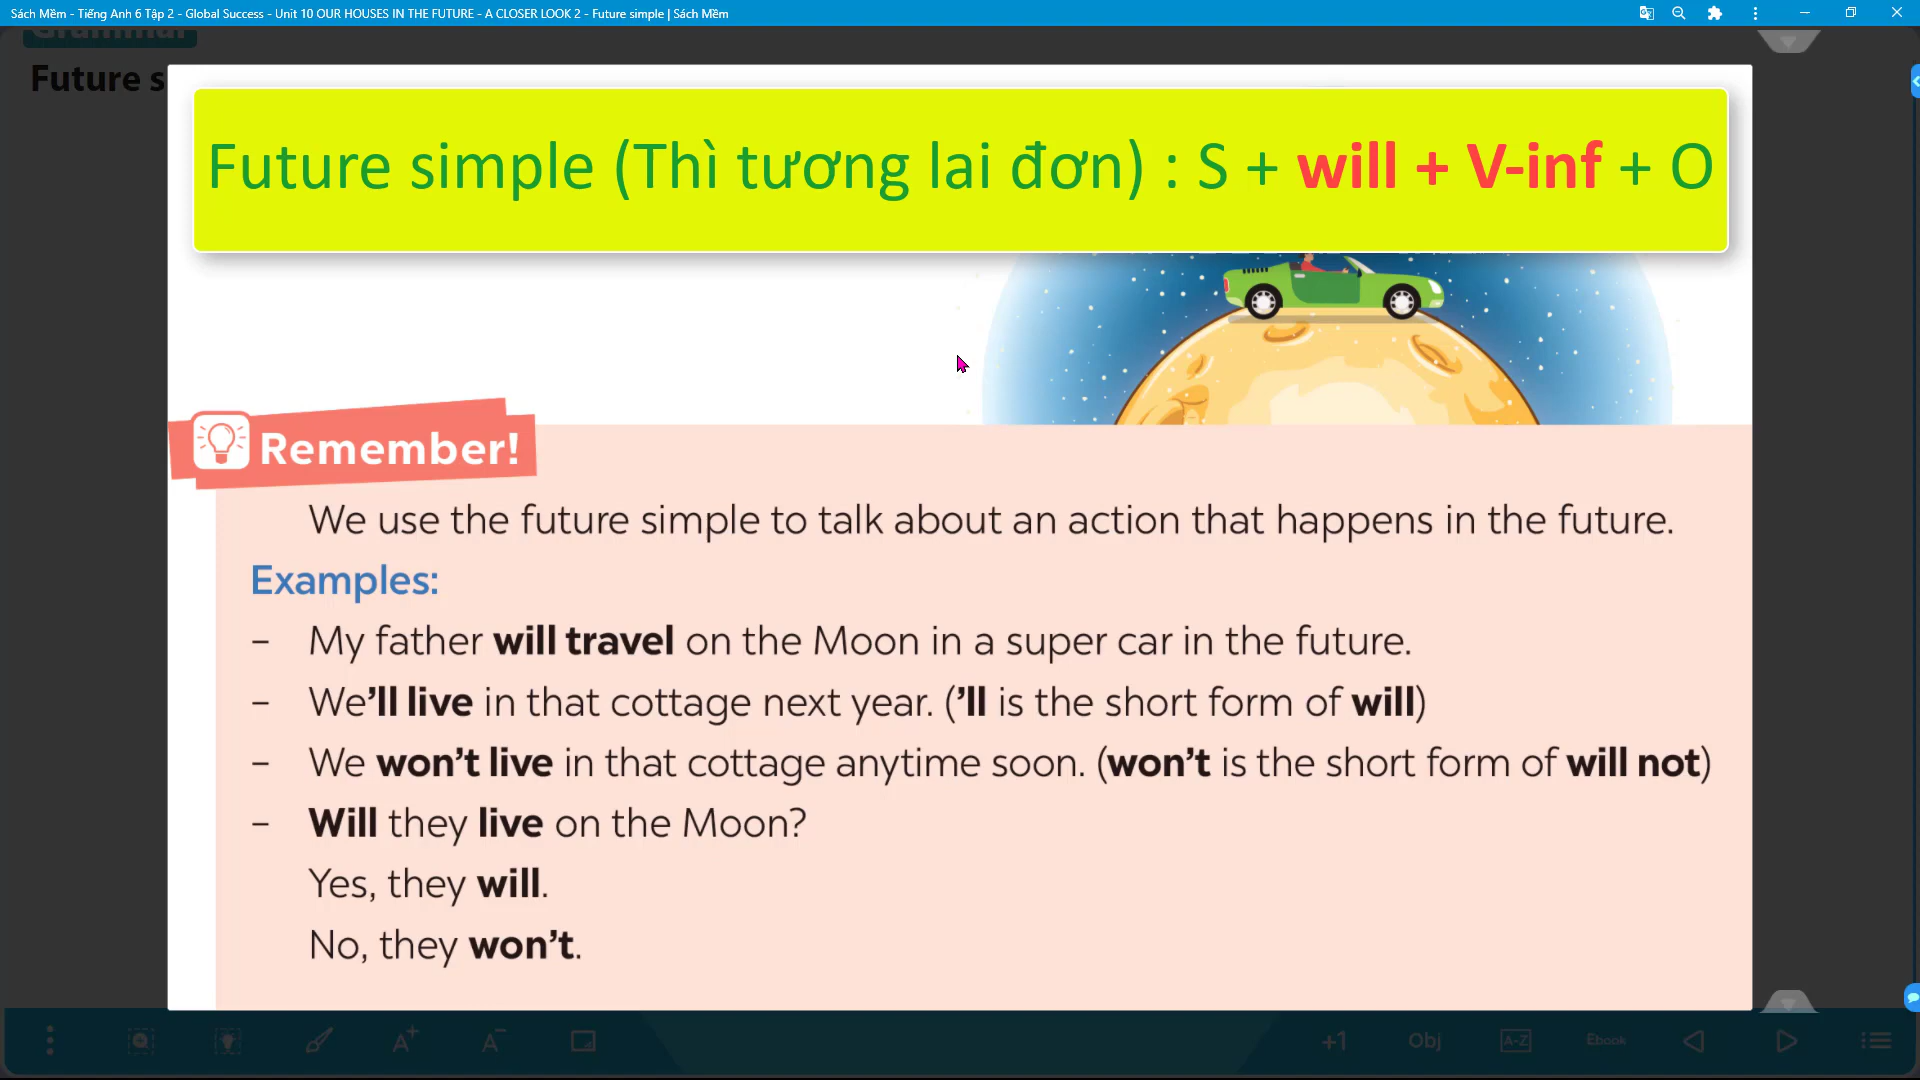 Sách Mềm - Tiếng Anh 6 Tập 2 - Global Success - Unit 10 OUR HOUSES IN THE FUTURE - A CLOSER LOOK 2 - Future simple | Sách Mềm
Grammar
Future s
Future simple (Thì tương lai đơn) : S + will + V-inf + O
Remember!
We use the future simple to talk about an action that happens in the future.
Examples:
- My father will travel on the Moon in a super car in the future.
- We’ll live in that cottage next year. (’ll is the short form of will)
- We won’t live in that cottage anytime soon. (won’t is the short form of will not)
- Will they live on the Moon?
Yes, they will.
No, they won’t.
A+ A- +1 Obj A-Z Ebook